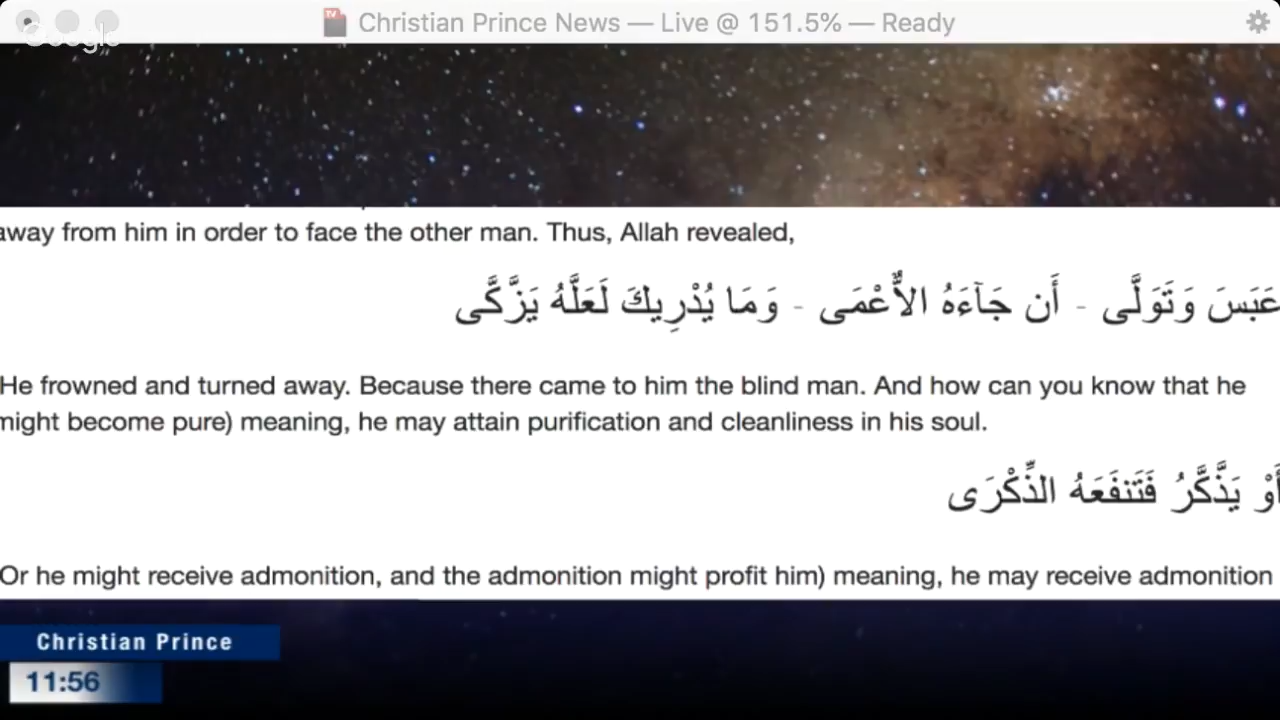 Christian Prince News — Live @ 151.5% — Ready
Google
away from him in order to face the other man. Thus, Allah revealed,
عَبَسَ وَتَوَلَّى - أَن جَآءَهُ الاٌّعْمَى - وَمَا يُدْرِيكَ لَعَلَّهُ يَزَّكَّى
He frowned and turned away. Because there came to him the blind man. And how can you know that he
might become pure) meaning, he may attain purification and cleanliness in his soul.
أَوْ يَذَّكَّرُ فَتَنفَعَهُ الذِّكْرَى
Or he might receive admonition, and the admonition might profit him) meaning, he may receive admonition
Christian Prince
11:56